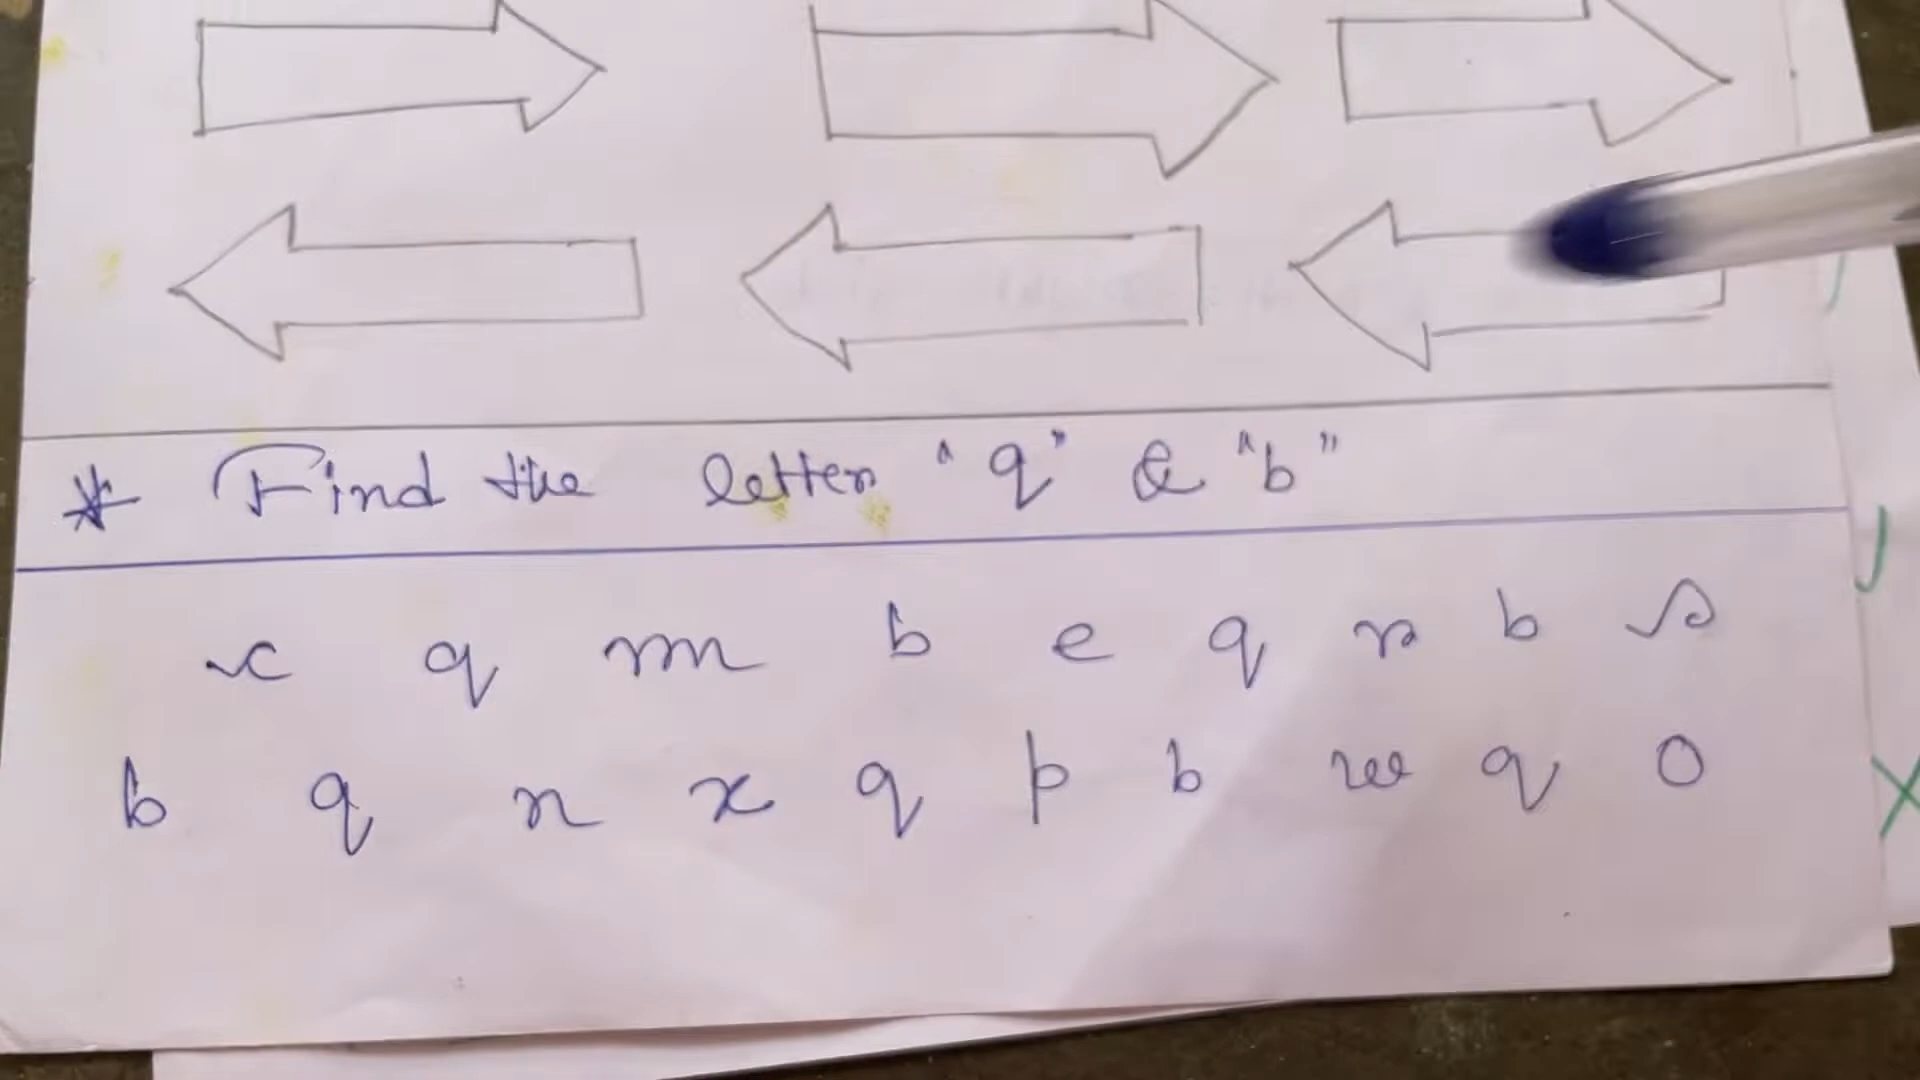 * Find the letter "q" & "b"
c q m b e q r b s
b q n x q p b w q o